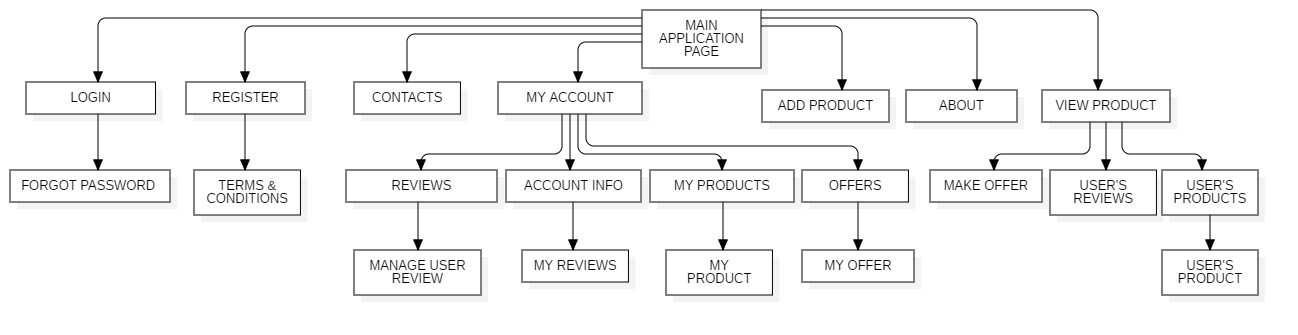 MAIN
APPLICATION
PAGE
LOGIN
REGISTER
CONTACTS
MY ACCOUNT
ADD PRODUCT
ABOUT
VIEW PRODUCT
FORGOT PASSWORD
TERMS &
CONDITIONS
REVIEWS
ACCOUNT INFO
MY PRODUCTS
OFFERS
MAKE OFFER
USER'S
REVIEWS
USER'S
PRODUCTS
MANAGE USER
REVIEW
MY REVIEWS
MY
PRODUCT
MY OFFER
USER'S
PRODUCT